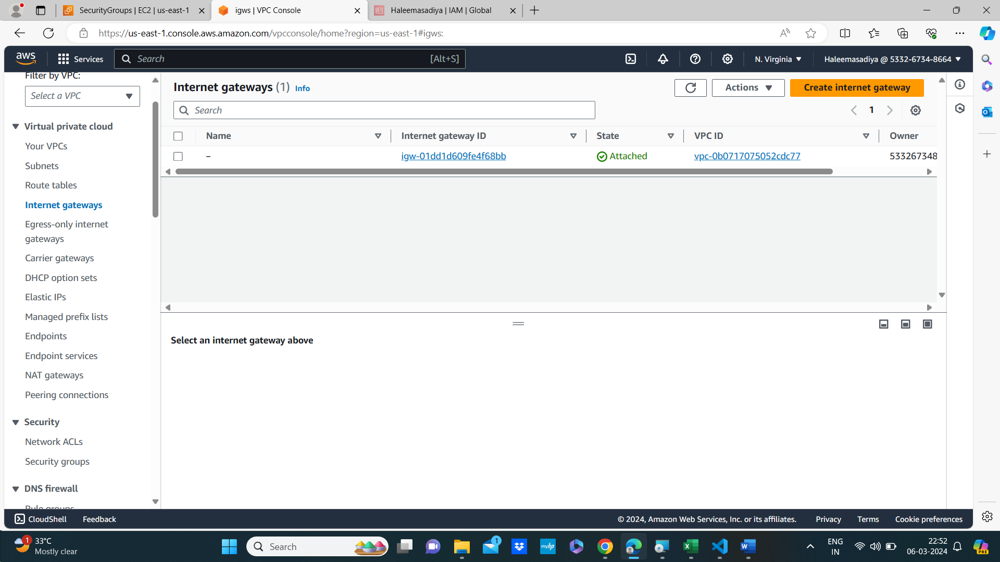 SecurityGroups | EC2 | us-east-1
igws | VPC Console
Haleemasadiya | IAM | Global
https://us-east-1.console.aws.amazon.com/vpcconsole/home?region=us-east-1#igws:
aws
Services
Search
[Alt+S]
N. Virginia
Haleemasadiya @ 5332-6734-8664
Filter by VPC:
Select a VPC
Virtual private cloud
Your VPCs
Subnets
Route tables
Internet gateways
Egress-only internet
gateways
Carrier gateways
DHCP option sets
Elastic IPs
Managed prefix lists
Endpoints
Endpoint services
NAT gateways
Peering connections
Security
Network ACLs
Security groups
DNS firewall
Rule groups
Internet gateways (1) Info
Actions
Create internet gateway
Search
1
Name
Internet gateway ID
State
VPC ID
Owner
–
igw-01dd1d609fe4f68bb
Attached
vpc-0b0717075052cdc77
533267348
Select an internet gateway above
CloudShell
Feedback
© 2024, Amazon Web Services, Inc. or its affiliates.
Privacy
Terms
Cookie preferences
1
33°C
Mostly clear
Search
1
myhp
ENG
IN
22:52
06-03-2024
PRE